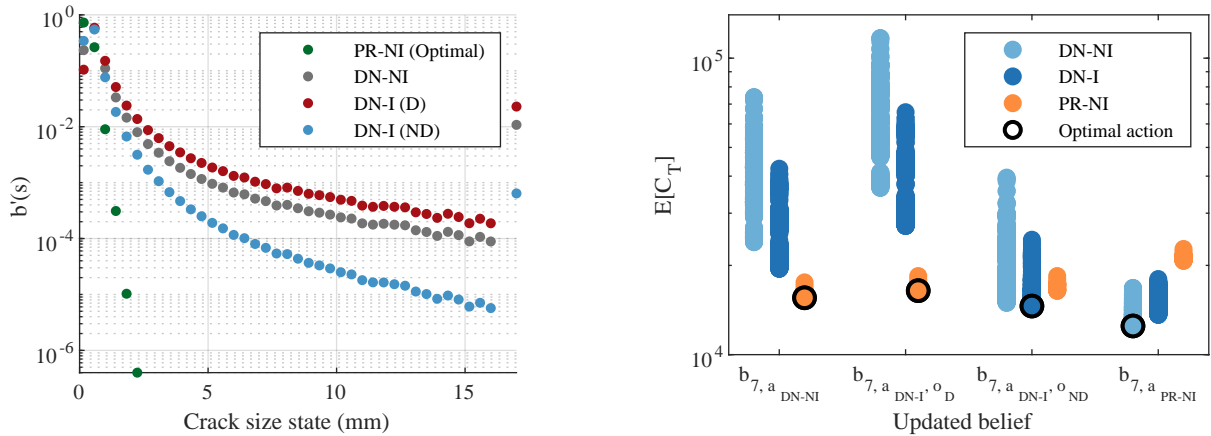 10^0
10^-2
10^-4
10^-6
b'(s)
0 5 10 15
Crack size state (mm)
PR-NI (Optimal)
DN-NI
DN-I (D)
DN-I (ND)
10^5
10^4
E[C_T]
DN-NI
DN-I
PR-NI
Optimal action
b_7, a_DN-NI b_7, a_DN-I, o_D b_7, a_DN-I, o_ND b_7, a_PR-NI
Updated belief